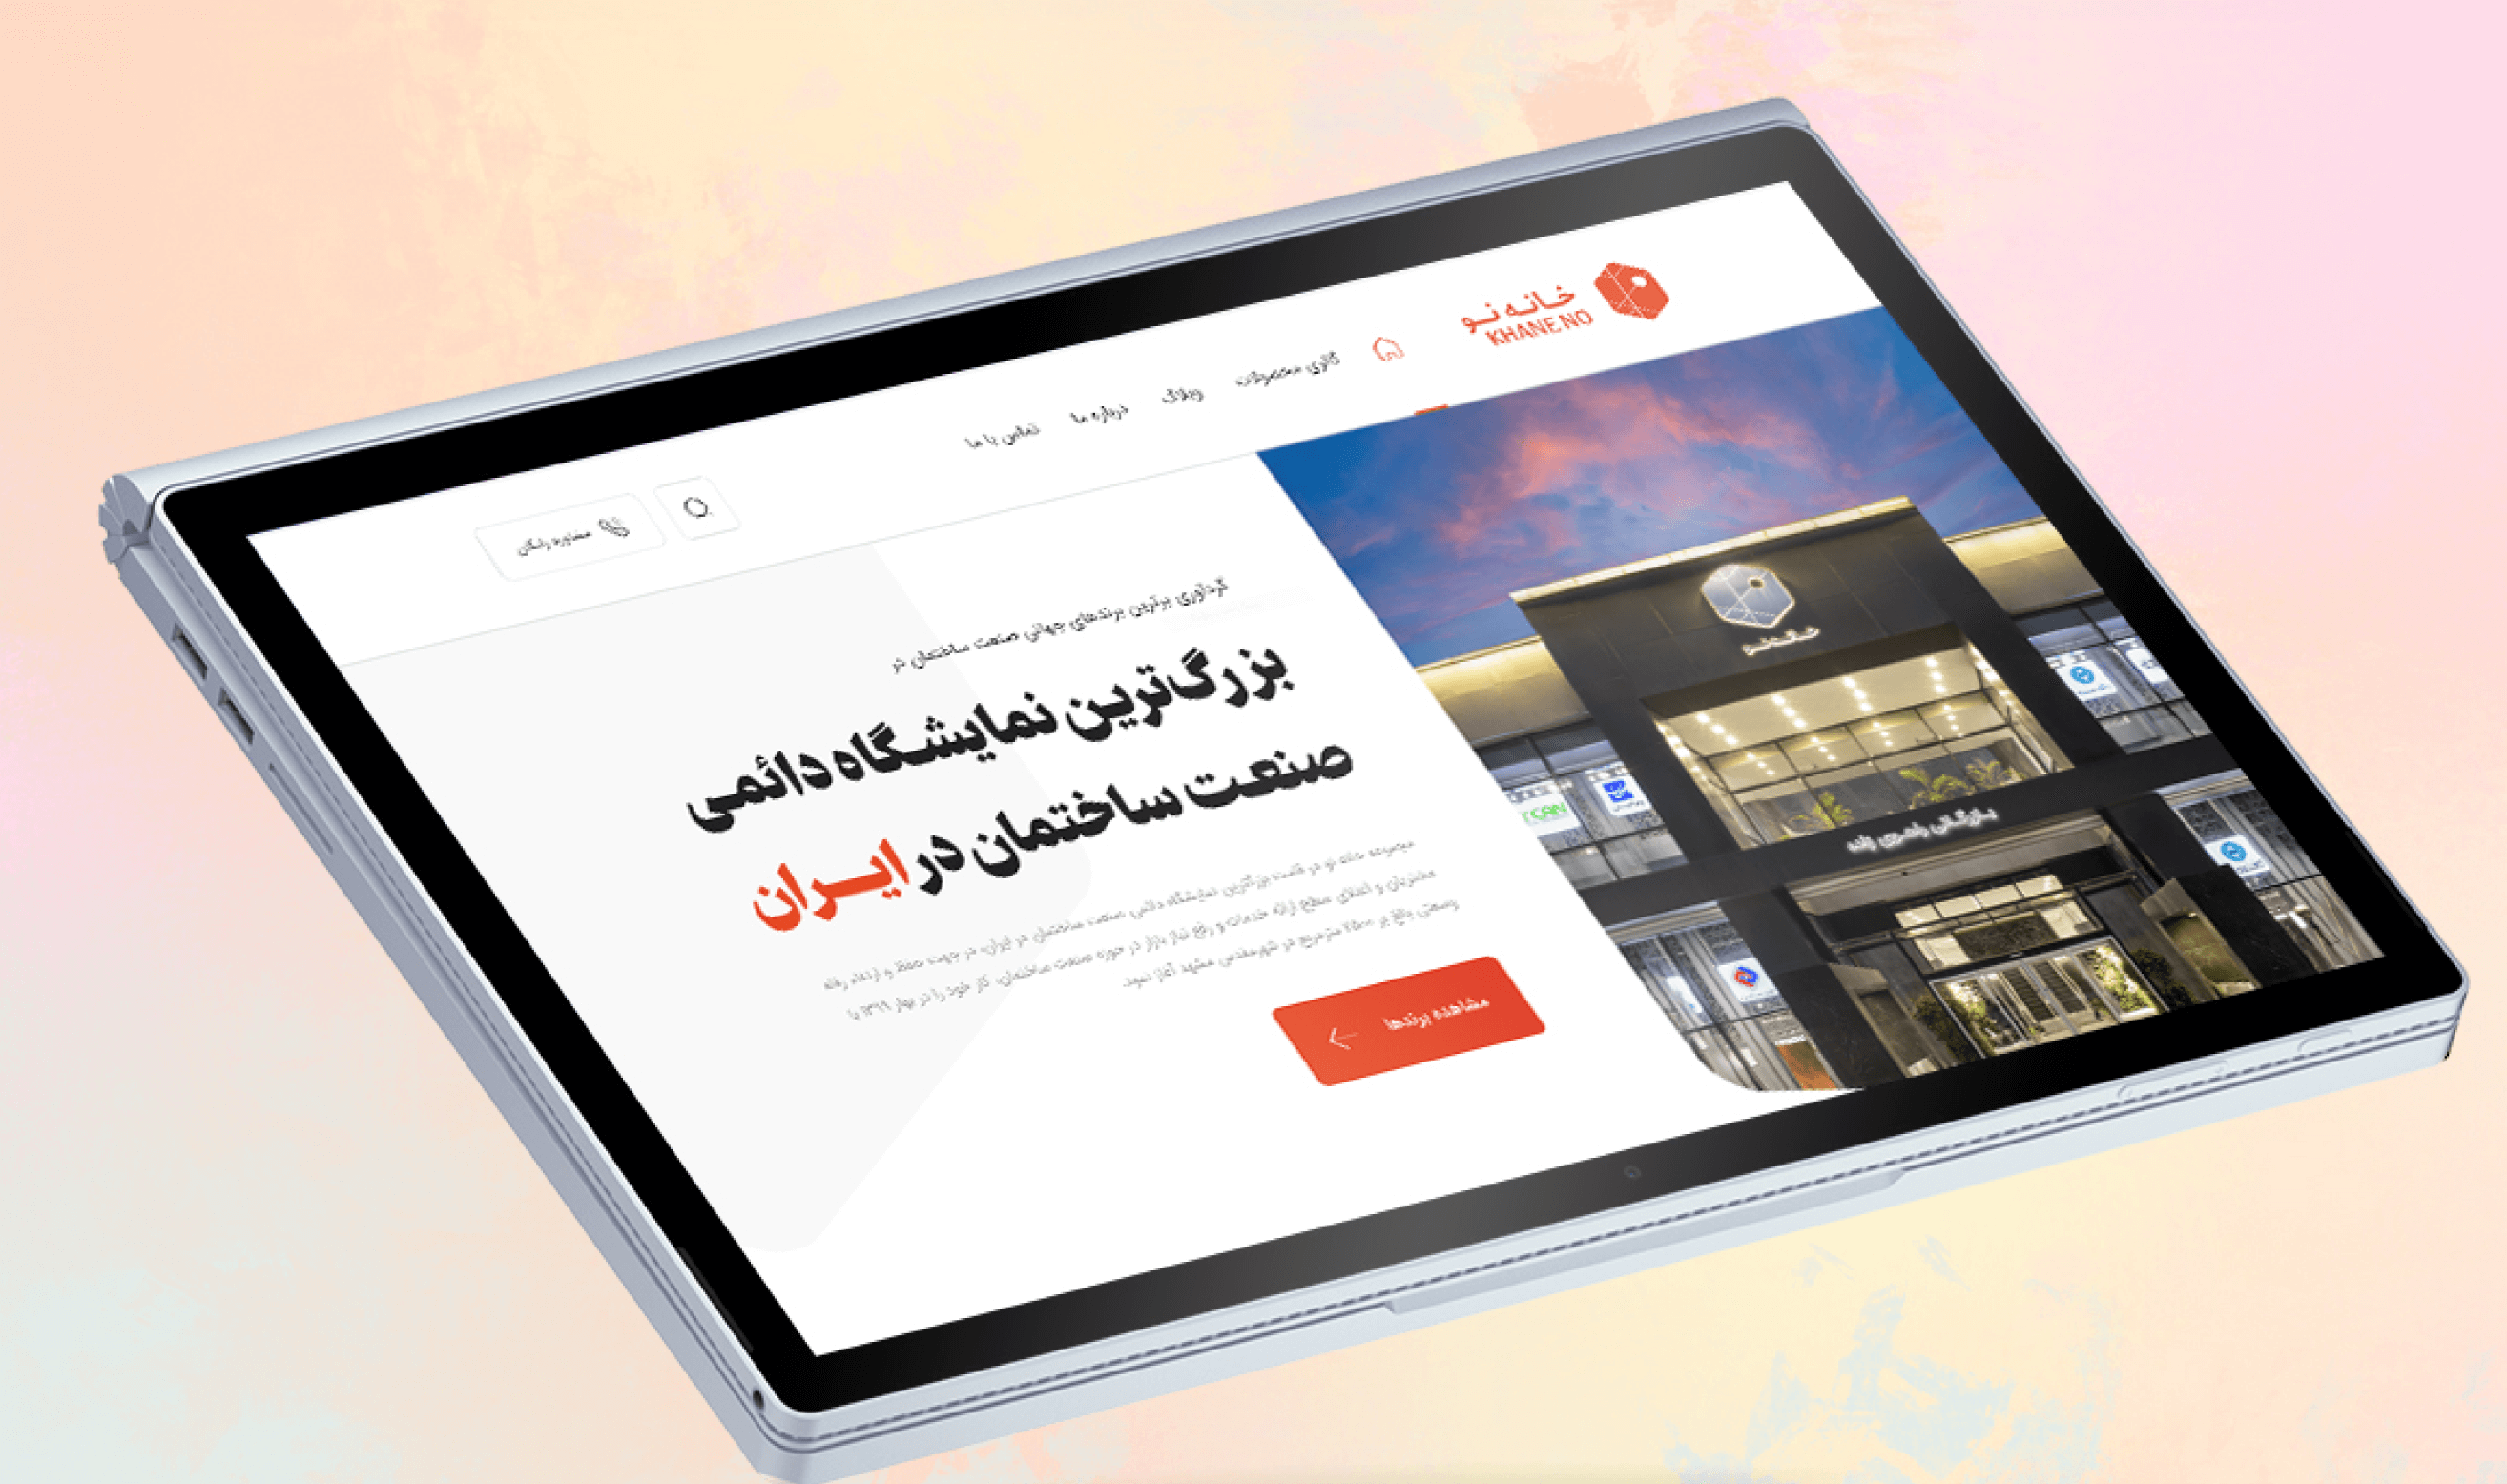 خانه نو
KHANE NO
گالری محصولات
وبلاگ
درباره ما
تماس با ما
مشاوره رایگان
گردآوری برترین برندهای جهانی صنعت ساختمان در
بزرگ‌ترین نمایشگاه دائمی
صنعت ساختمان در ایران
مجموعه خانه نو در قامت بزرگترین نمایشگاه دائمی صنعت ساختمان در ایران، در جهت حفظ و ارتقاء رفاه
مشتریان و اعتلای سطح ارائه خدمات و رفع نیاز بازار در حوزه صنعت ساختمان، کار خود را در بهار ۱۳۹۹ با
وسعتی بالغ بر ۲۵۰۰ مترمربع در شهرمقدس مشهد آغاز نمود.
مشاهده برندها
خانه نو